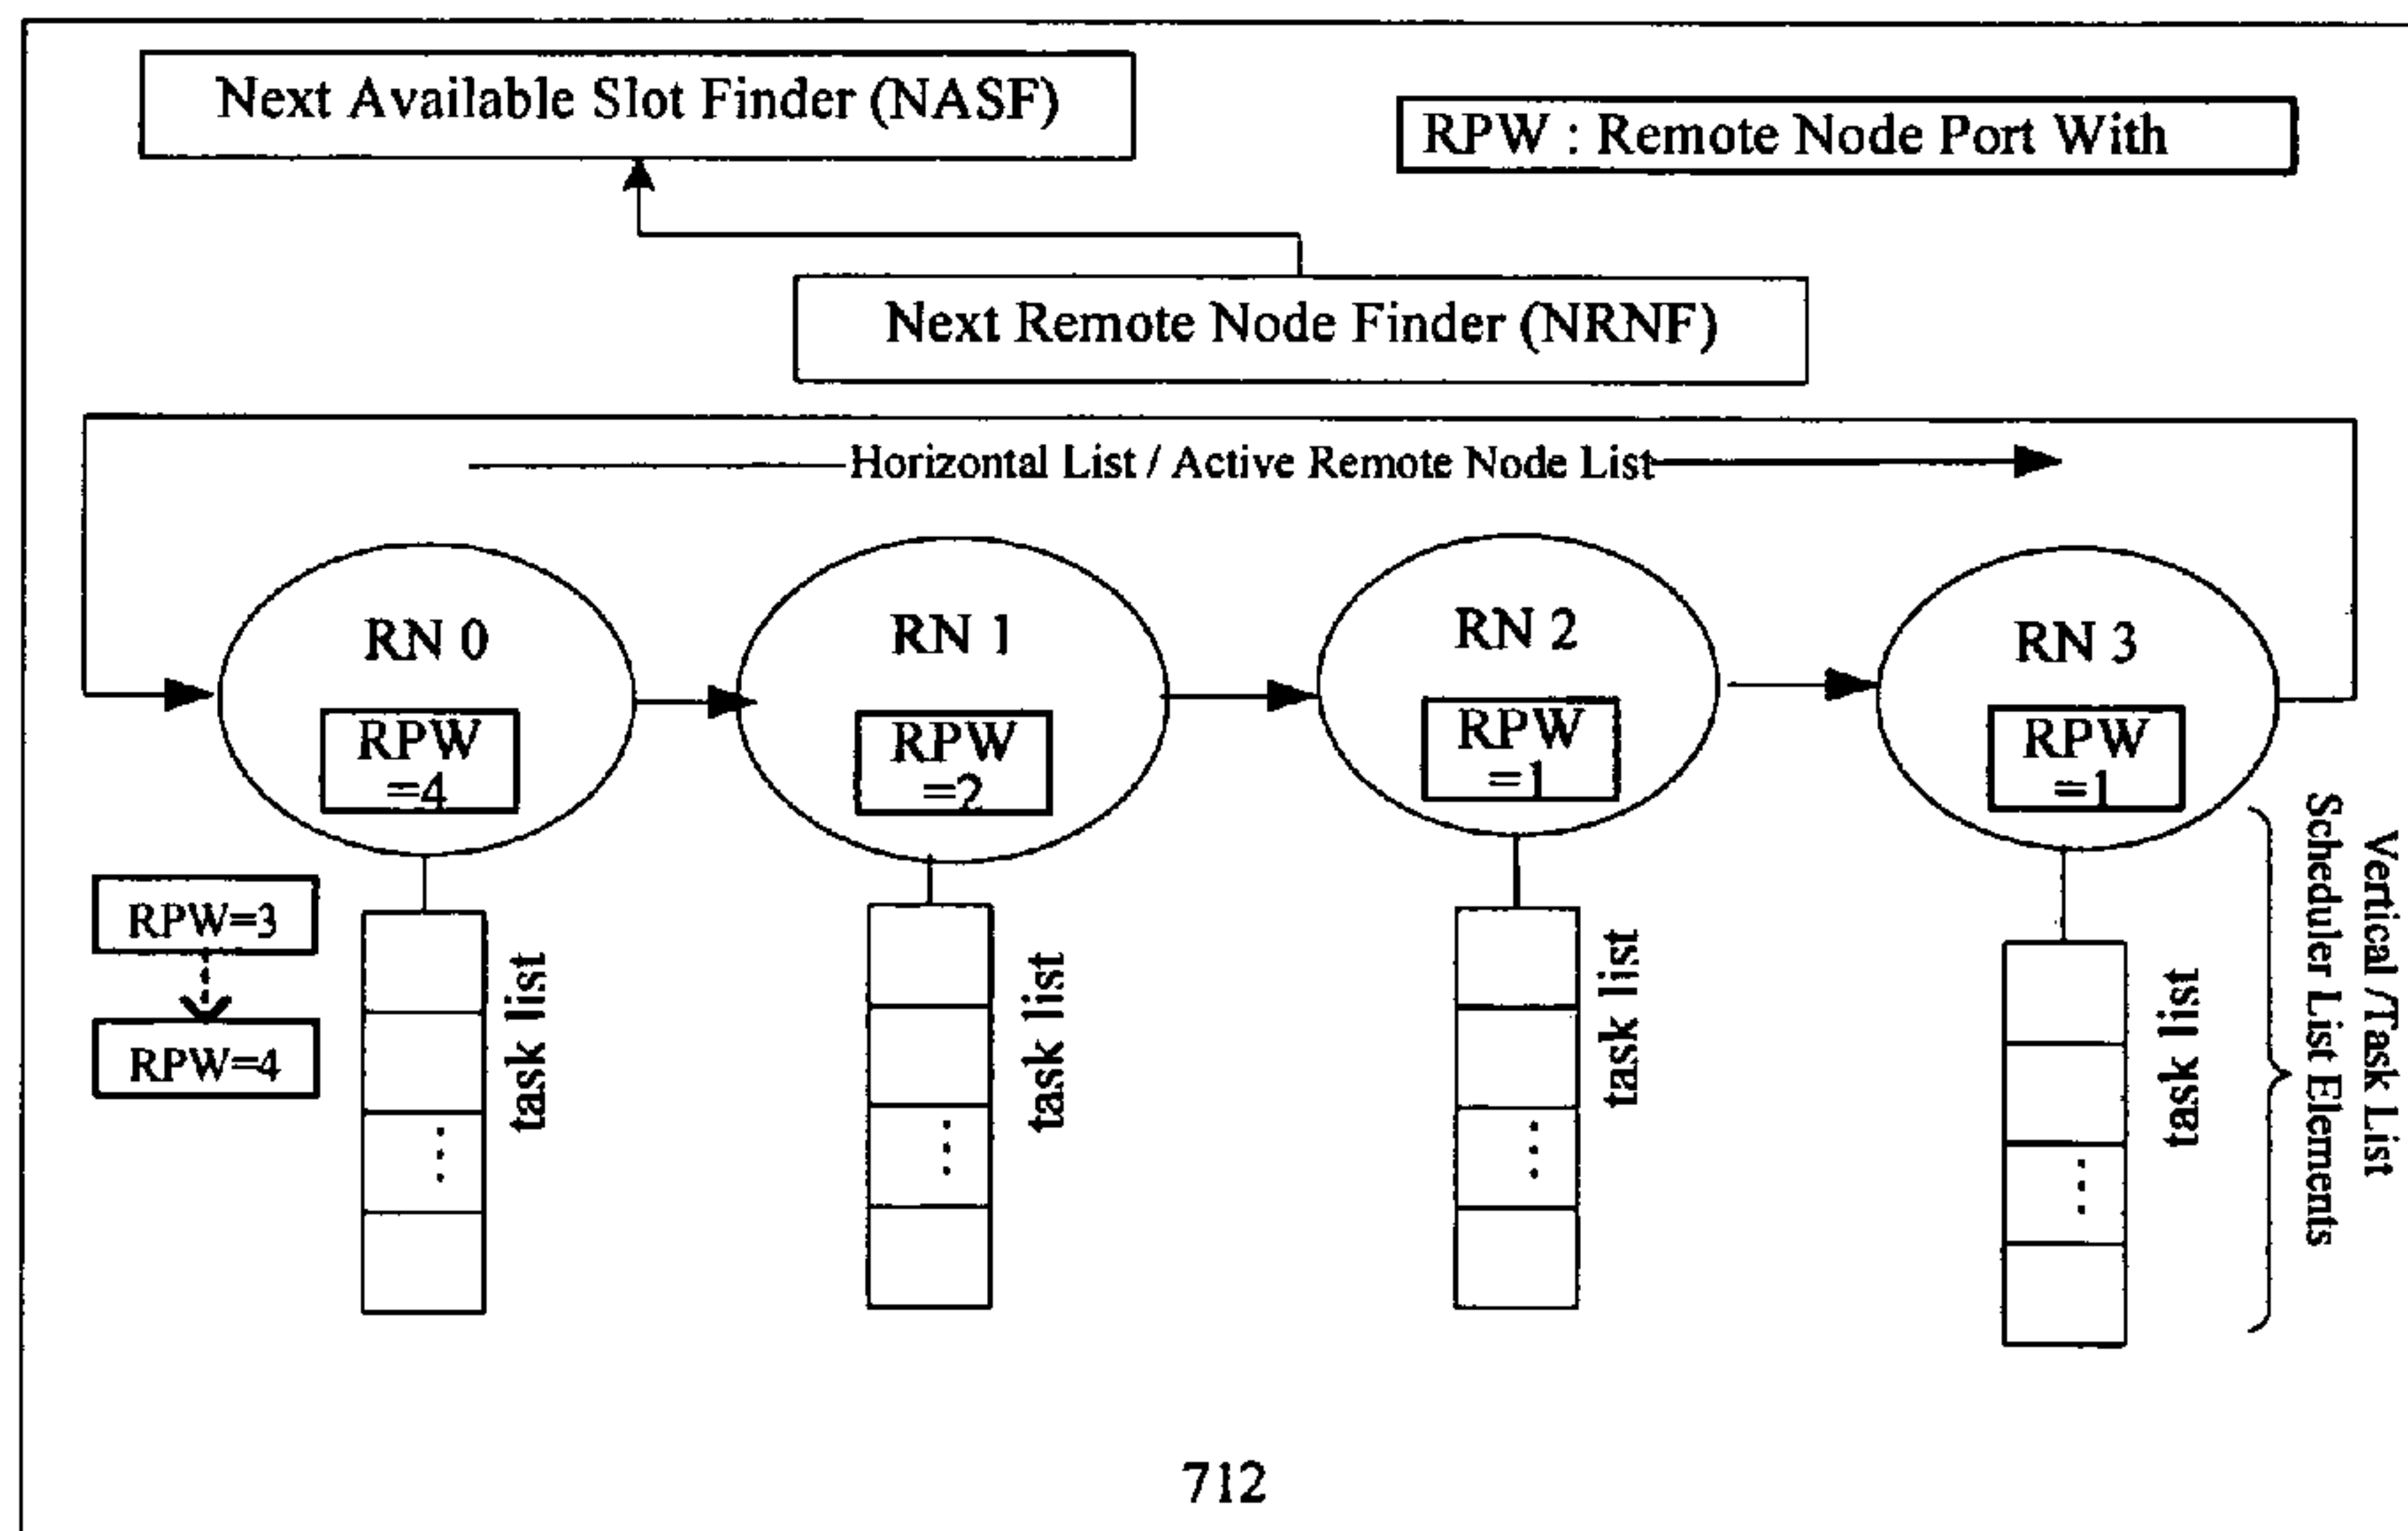 Next Available Slot Finder (NASF)
RPW : Remote Node Port With
Next Remote Node Finder (NRNF)
Horizontal List / Active Remote Node List
RN 0
RPW
=4
RN 1
RPW
=2
RN 2
RPW
=1
RN 3
RPW
=1
RPW=3
RPW=4
task list
task list
task list
task list
Vertical /Task List
Scheduler List Elements
712